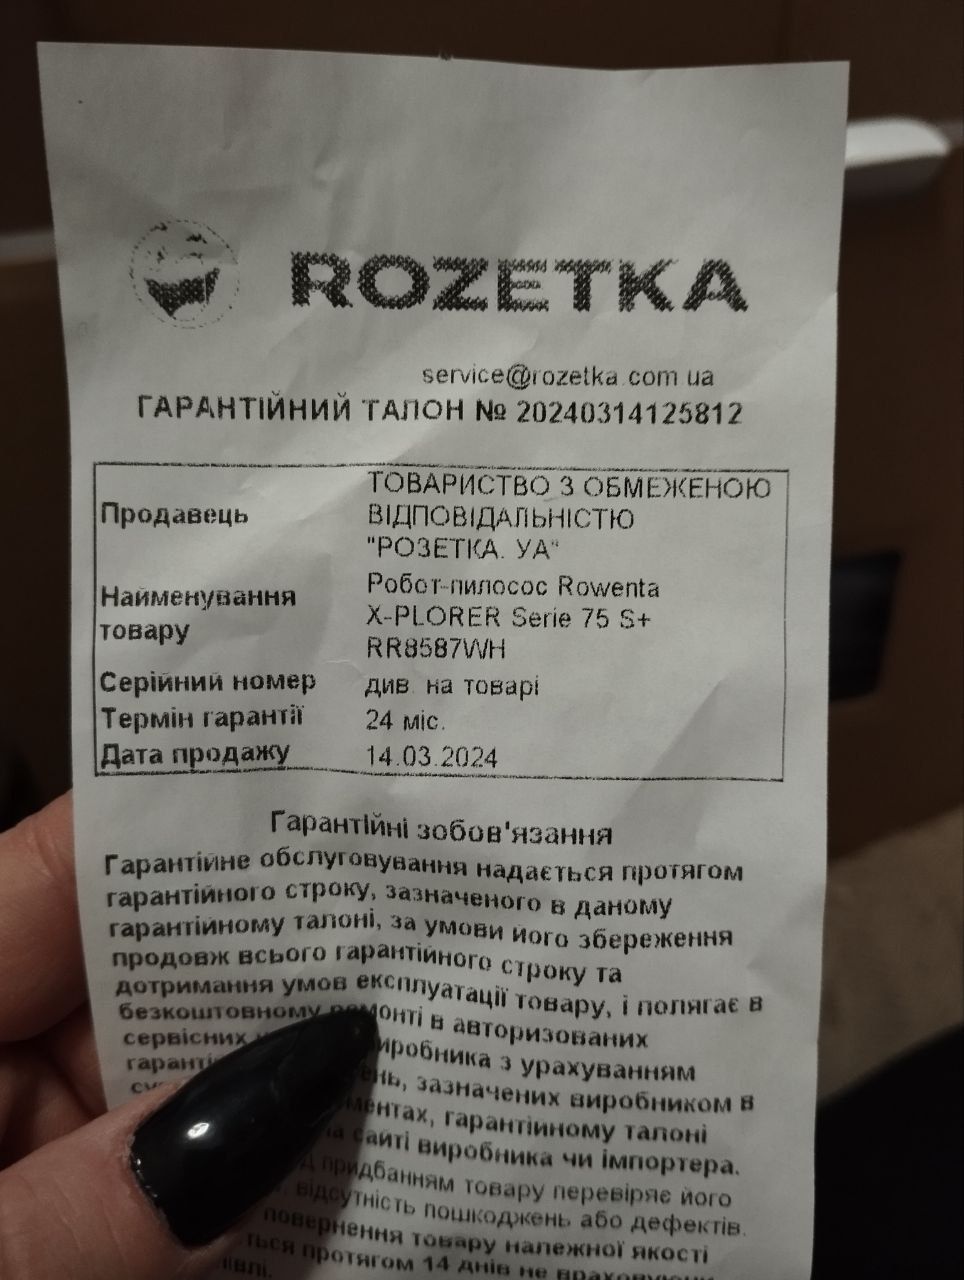 ROZETKA
service@rozetka.com.ua
ГАРАНТІЙНИЙ ТАЛОН № 20240314125812
Продавець
ТОВАРИСТВО З ОБМЕЖЕНОЮ
ВІДПОВІДАЛЬНІСТЮ
"РОЗЕТКА. УА"
Найменування
товару
Робот-пилосос Rowenta
X-PLORER Serie 75 S+
RR8587WH
Серійний номер див. на товарі
Термін гарантії 24 міс.
Дата продажу 14.03.2024
Гарантійні зобов'язання
Гарантійне обслуговування надається протягом
гарантійного строку, зазначеного в даному
гарантійному талоні, за умови його збереження
продовж всього гарантійного строку та
дотримання умов експлуатації товару, і полягає в
безкоштовному ремонті в авторизованих
сервісних виробника з урахуванням
зазначених виробником в
гарантійному талоні
сайті виробника чи імпортера.
придбанням товару перевіряє його
відсутність пошкоджень або дефектів.
повернення товару належної якості
протягом 14 днів не